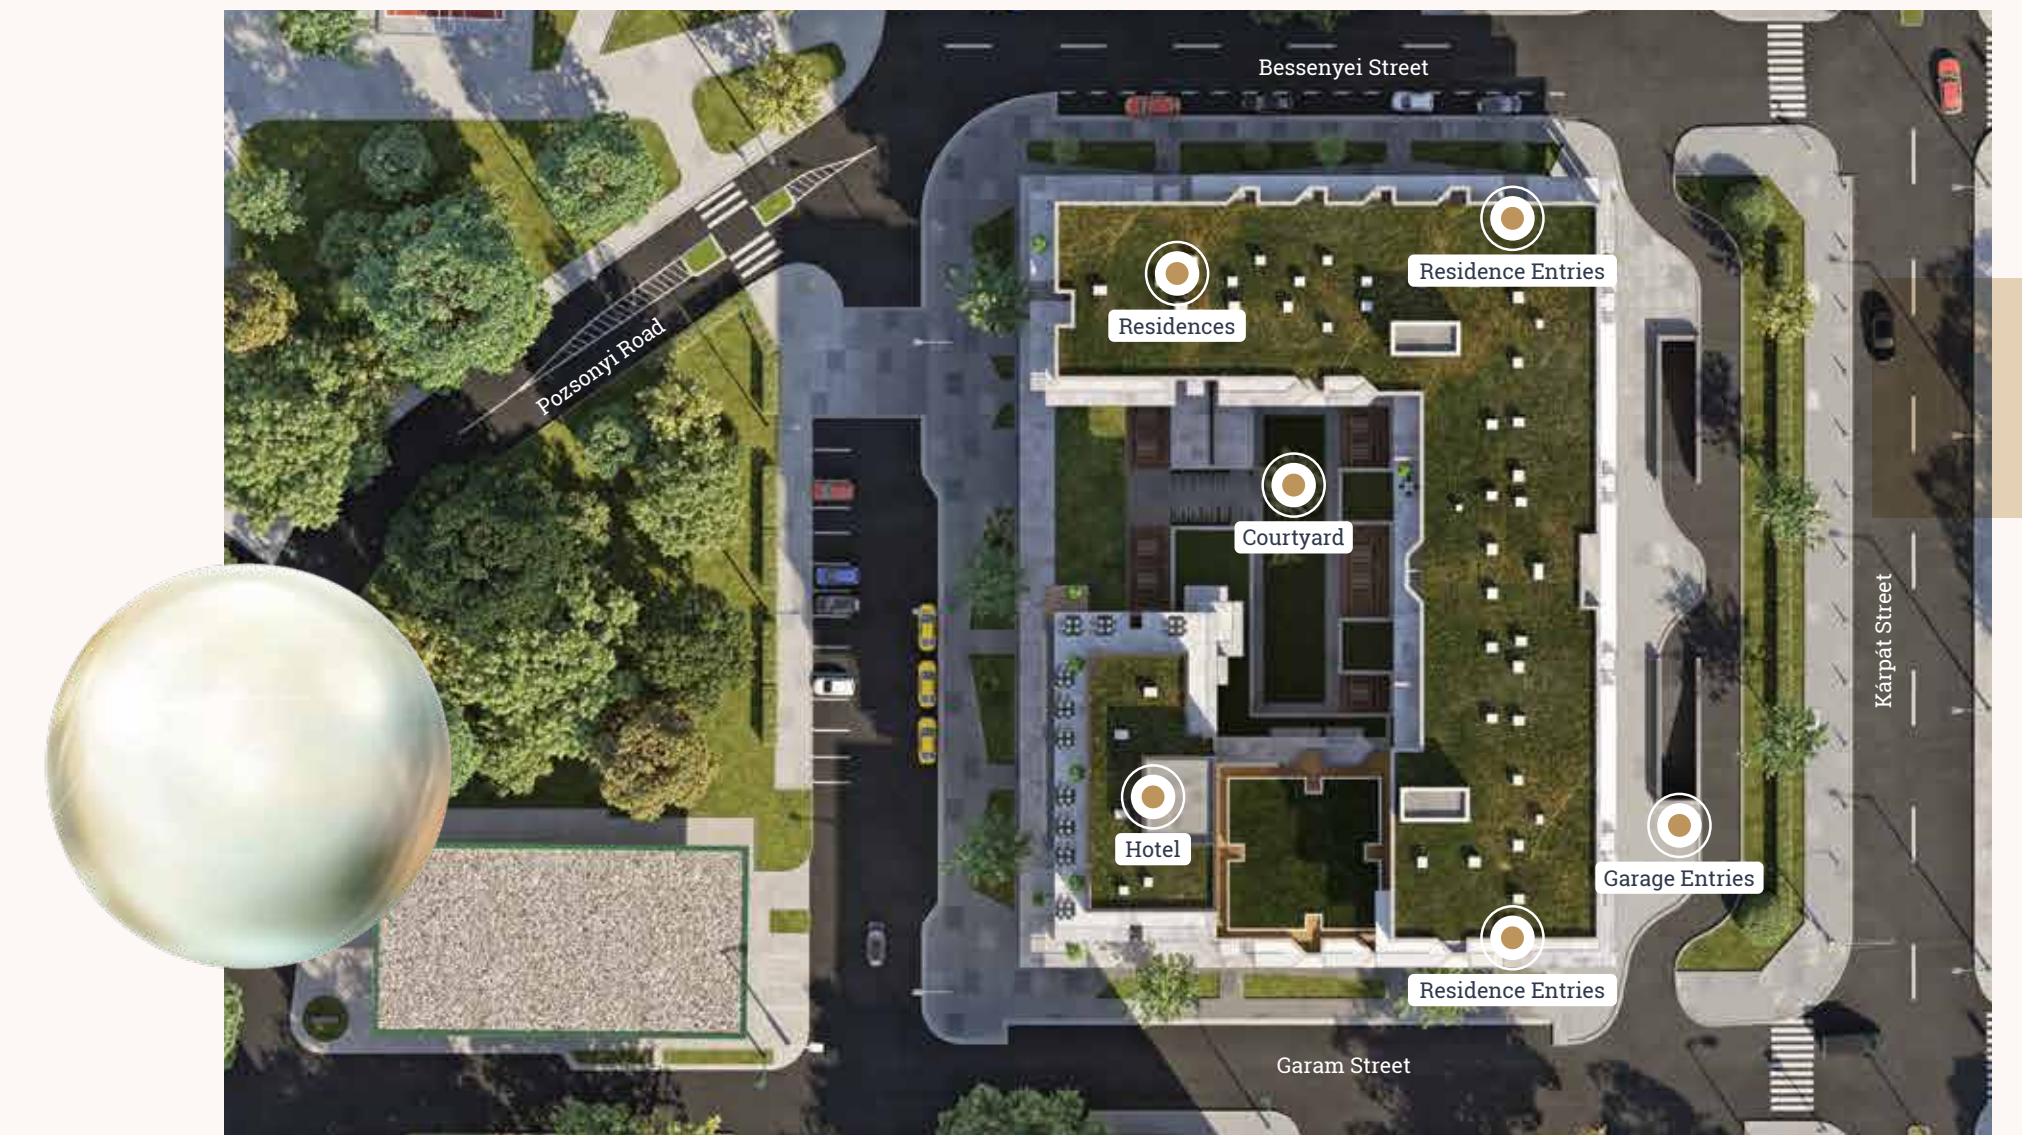 Bessenyei Street
Residence Entries
Residences
Pozsonyi Road
Courtyard
Kárpát Street
Hotel
Garage Entries
Residence Entries
Garam Street